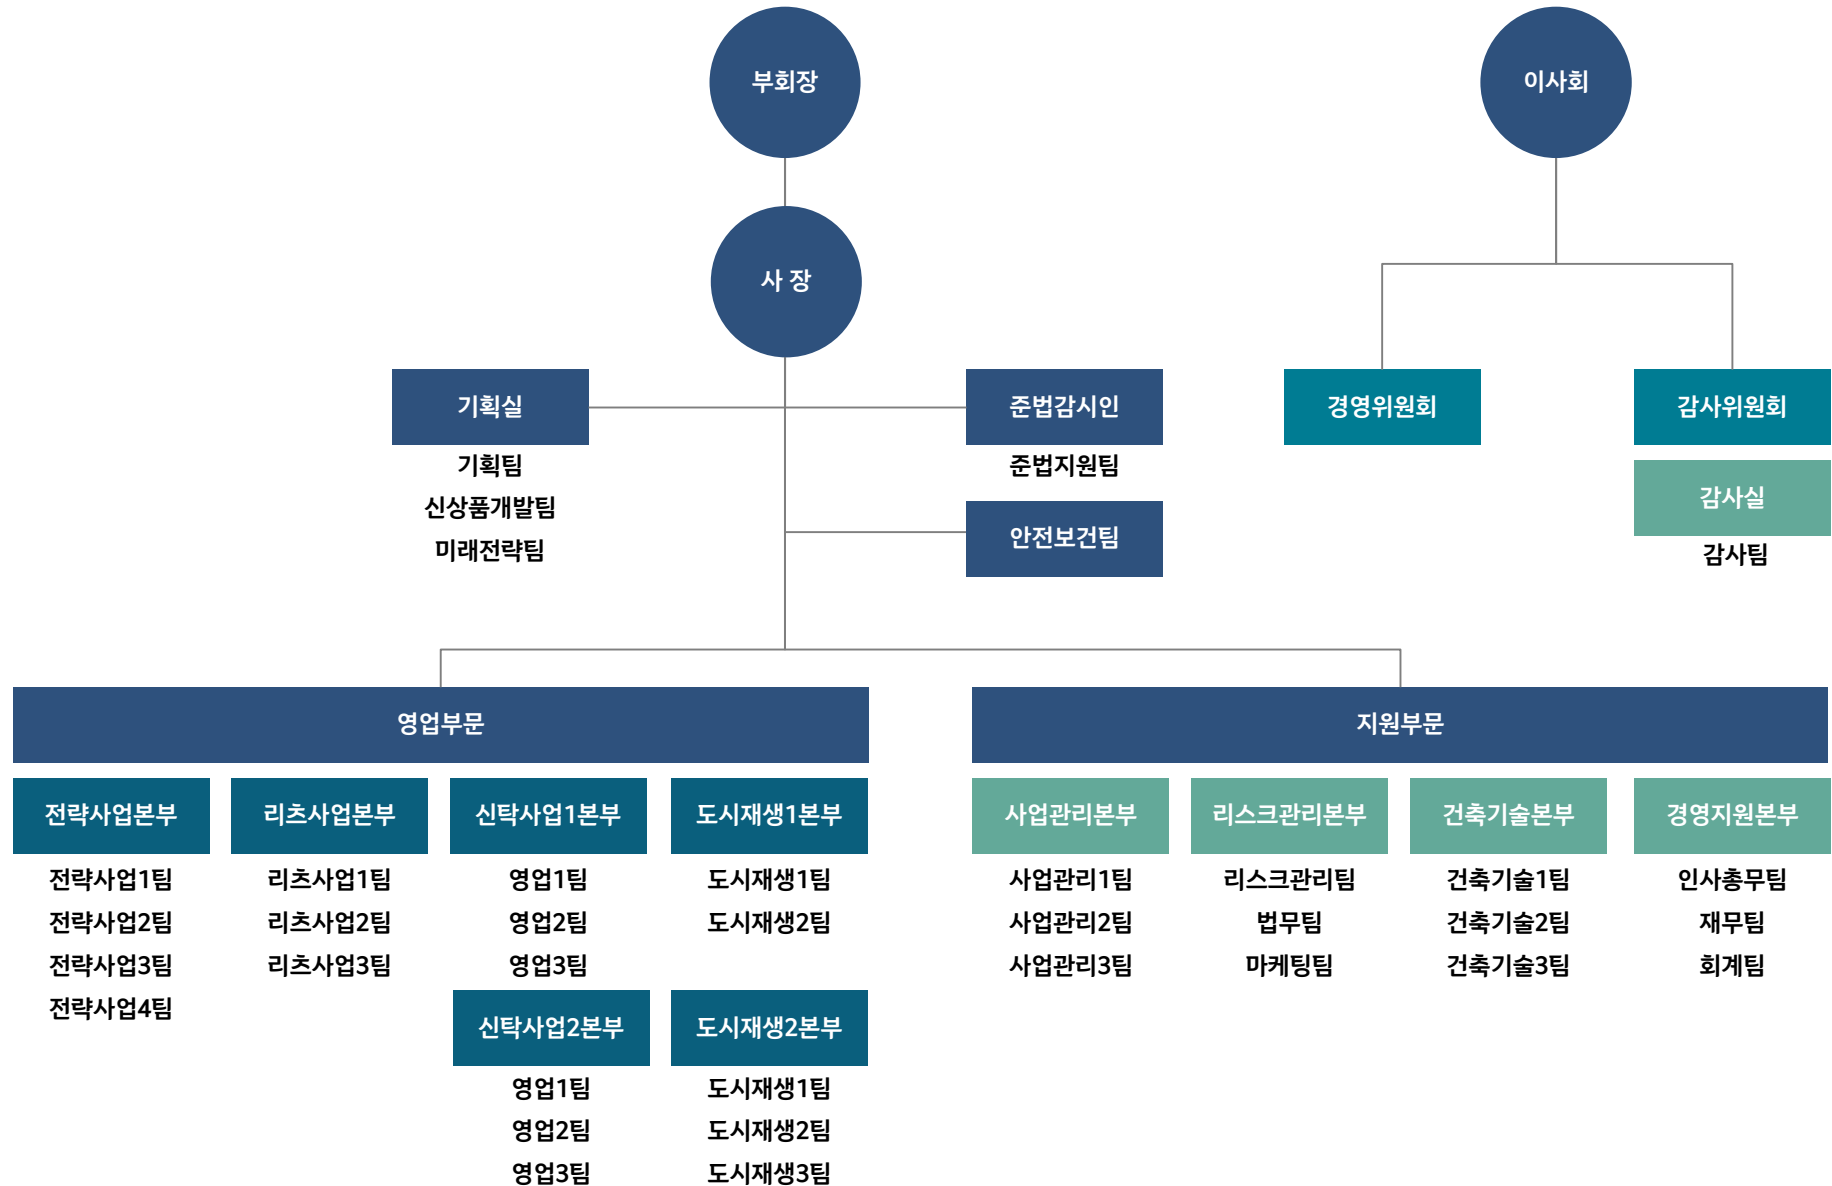 부회장
이사회
사 장
기획실
준법감시인
경영위원회
감사위원회
기획팀
신상품개발팀
미래전략팀
준법지원팀
안전보건팀
감사실
감사팀
영업부문
지원부문
전략사업본부
전략사업1팀
전략사업2팀
전략사업3팀
전략사업4팀
리츠사업본부
리츠사업1팀
리츠사업2팀
리츠사업3팀
신탁사업1본부
영업1팀
영업2팀
영업3팀
신탁사업2본부
영업1팀
영업2팀
영업3팀
도시재생1본부
도시재생1팀
도시재생2팀
도시재생2본부
도시재생1팀
도시재생2팀
도시재생3팀
사업관리본부
사업관리1팀
사업관리2팀
사업관리3팀
리스크관리본부
리스크관리팀
법무팀
마케팅팀
건축기술본부
건축기술1팀
건축기술2팀
건축기술3팀
경영지원본부
인사총무팀
재무팀
회계팀